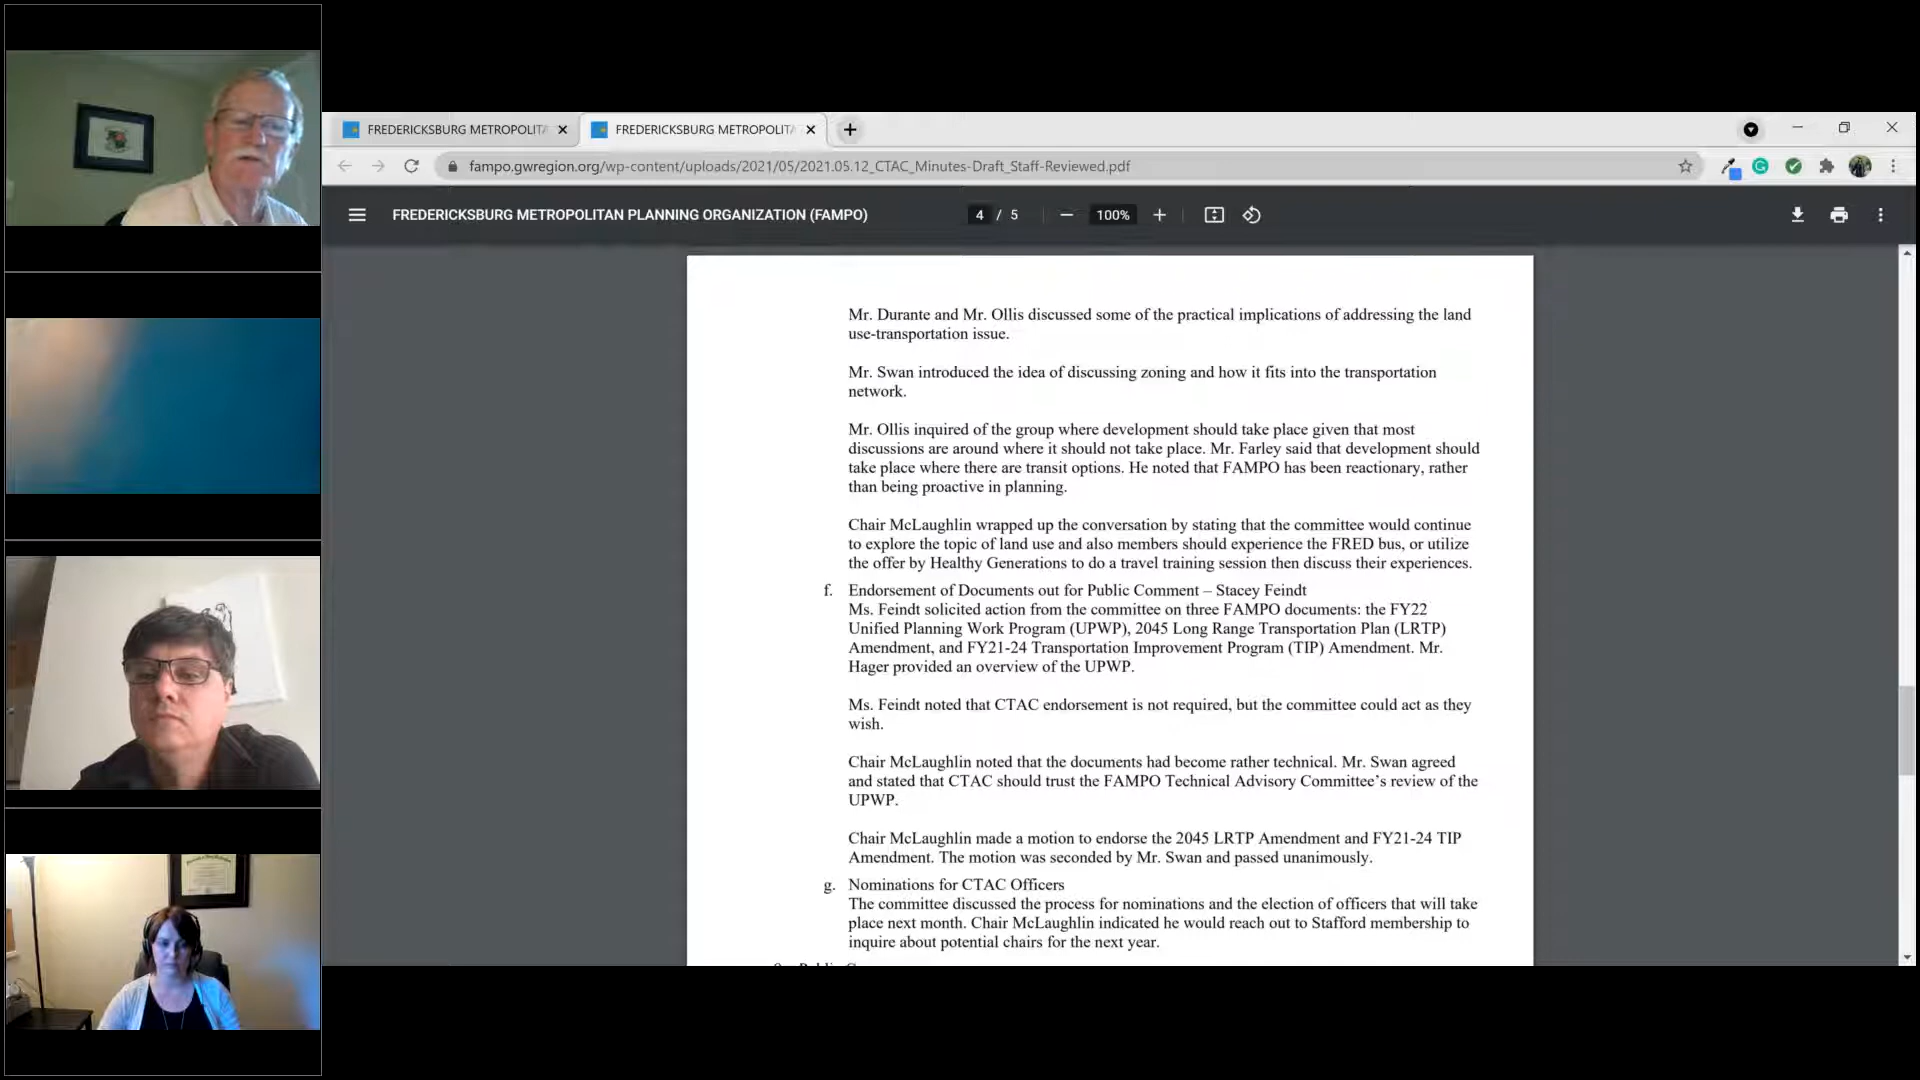 FREDERICKSBURG METROPOLITA
FREDERICKSBURG METROPOLITA
fampo.gwregion.org/wp-content/uploads/2021/05/2021.05.12_CTAC_Minutes-Draft_Staff-Reviewed.pdf
FREDERICKSBURG METROPOLITAN PLANNING ORGANIZATION (FAMPO)
4 / 5
100%
Mr. Durante and Mr. Ollis discussed some of the practical implications of addressing the land
use-transportation issue.
Mr. Swan introduced the idea of discussing zoning and how it fits into the transportation
network.
Mr. Ollis inquired of the group where development should take place given that most
discussions are around where it should not take place. Mr. Farley said that development should
take place where there are transit options. He noted that FAMPO has been reactionary, rather
than being proactive in planning.
Chair McLaughlin wrapped up the conversation by stating that the committee would continue
to explore the topic of land use and also members should experience the FRED bus, or utilize
the offer by Healthy Generations to do a travel training session then discuss their experiences.
f. Endorsement of Documents out for Public Comment – Stacey Feindt
Ms. Feindt solicited action from the committee on three FAMPO documents: the FY22
Unified Planning Work Program (UPWP), 2045 Long Range Transportation Plan (LRTP)
Amendment, and FY21-24 Transportation Improvement Program (TIP) Amendment. Mr.
Hager provided an overview of the UPWP.
Ms. Feindt noted that CTAC endorsement is not required, but the committee could act as they
wish.
Chair McLaughlin noted that the documents had become rather technical. Mr. Swan agreed
and stated that CTAC should trust the FAMPO Technical Advisory Committee's review of the
UPWP.
Chair McLaughlin made a motion to endorse the 2045 LRTP Amendment and FY21-24 TIP
Amendment. The motion was seconded by Mr. Swan and passed unanimously.
g. Nominations for CTAC Officers
The committee discussed the process for nominations and the election of officers that will take
place next month. Chair McLaughlin indicated he would reach out to Stafford membership to
inquire about potential chairs for the next year.